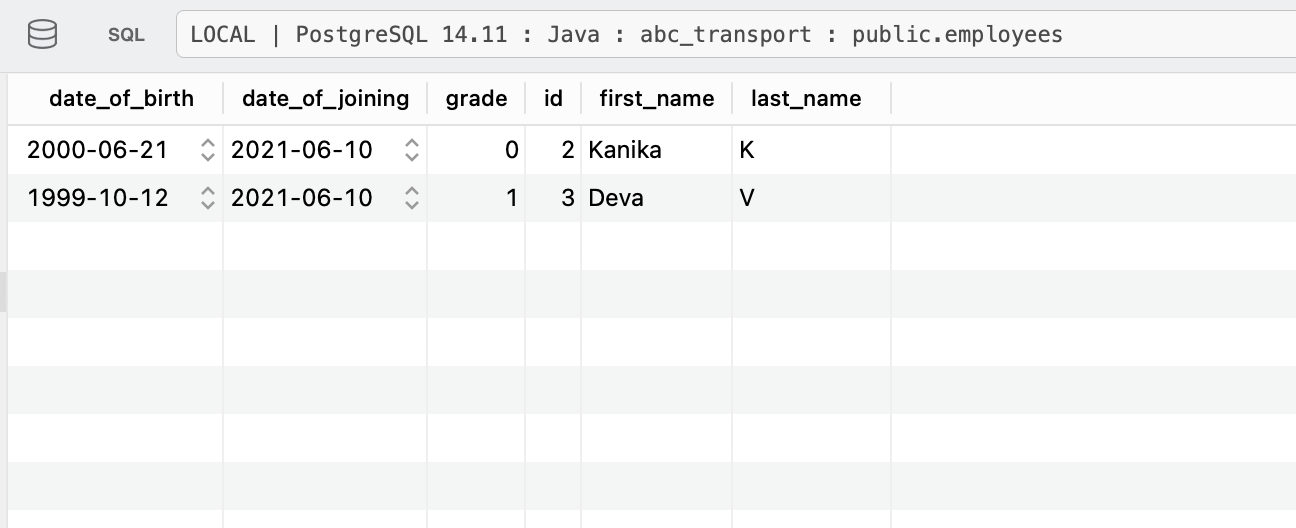 SQL LOCAL | PostgreSQL 14.11 : Java : abc_transport : public.employees
date_of_birth date_of_joining grade id first_name last_name
2000-06-21 2021-06-10 0 2 Kanika K
1999-10-12 2021-06-10 1 3 Deva V